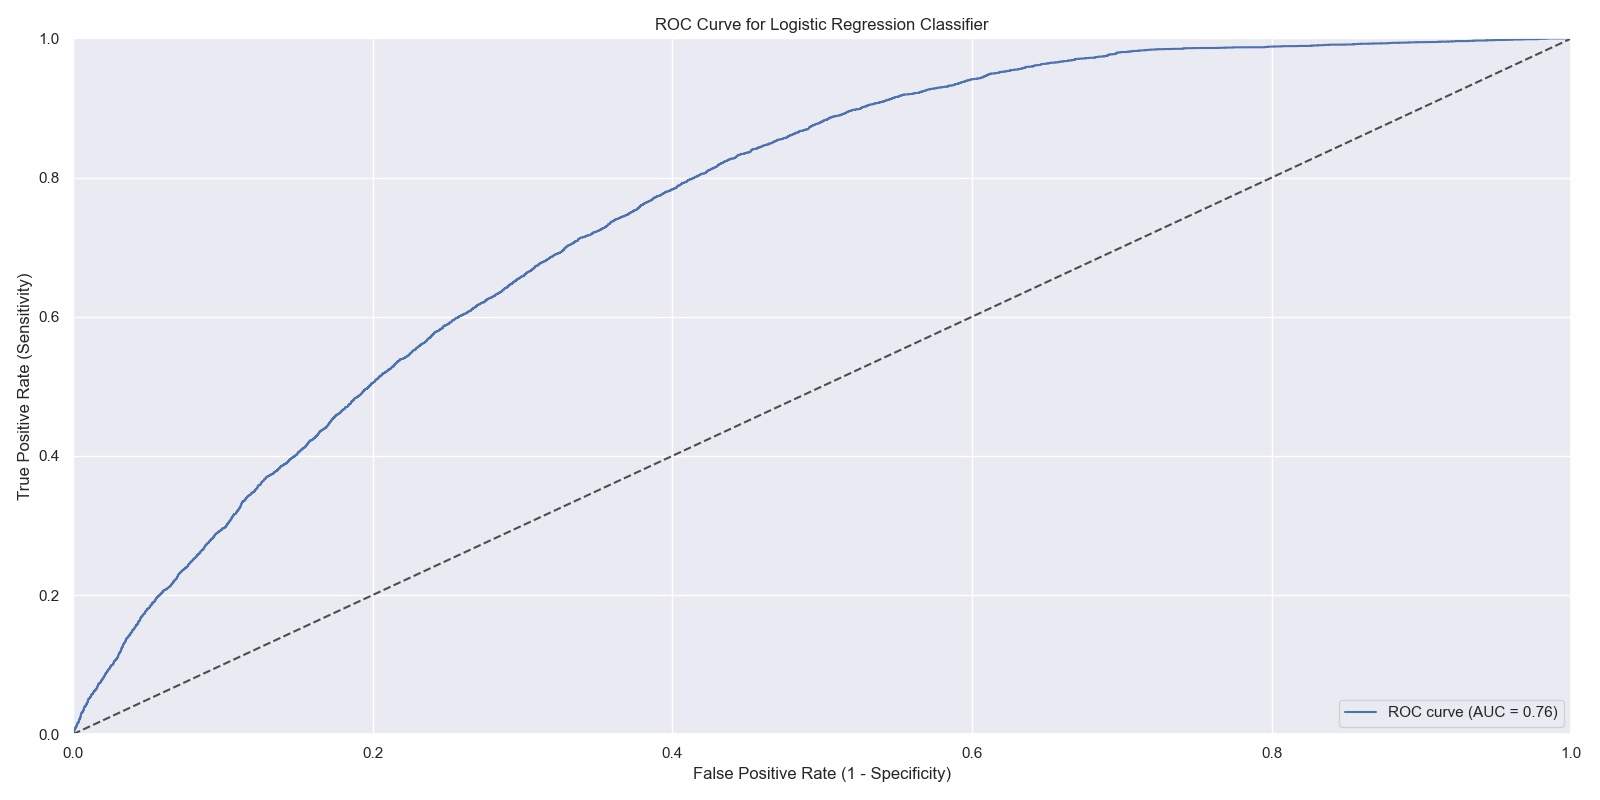 ROC Curve for Logistic Regression Classifier
1.0
0.8
0.6
0.4
0.2
0.0
True Positive Rate (Sensitivity)
ROC curve (AUC = 0.76)
0.0 0.2 0.4 0.6 0.8 1.0
False Positive Rate (1 - Specificity)